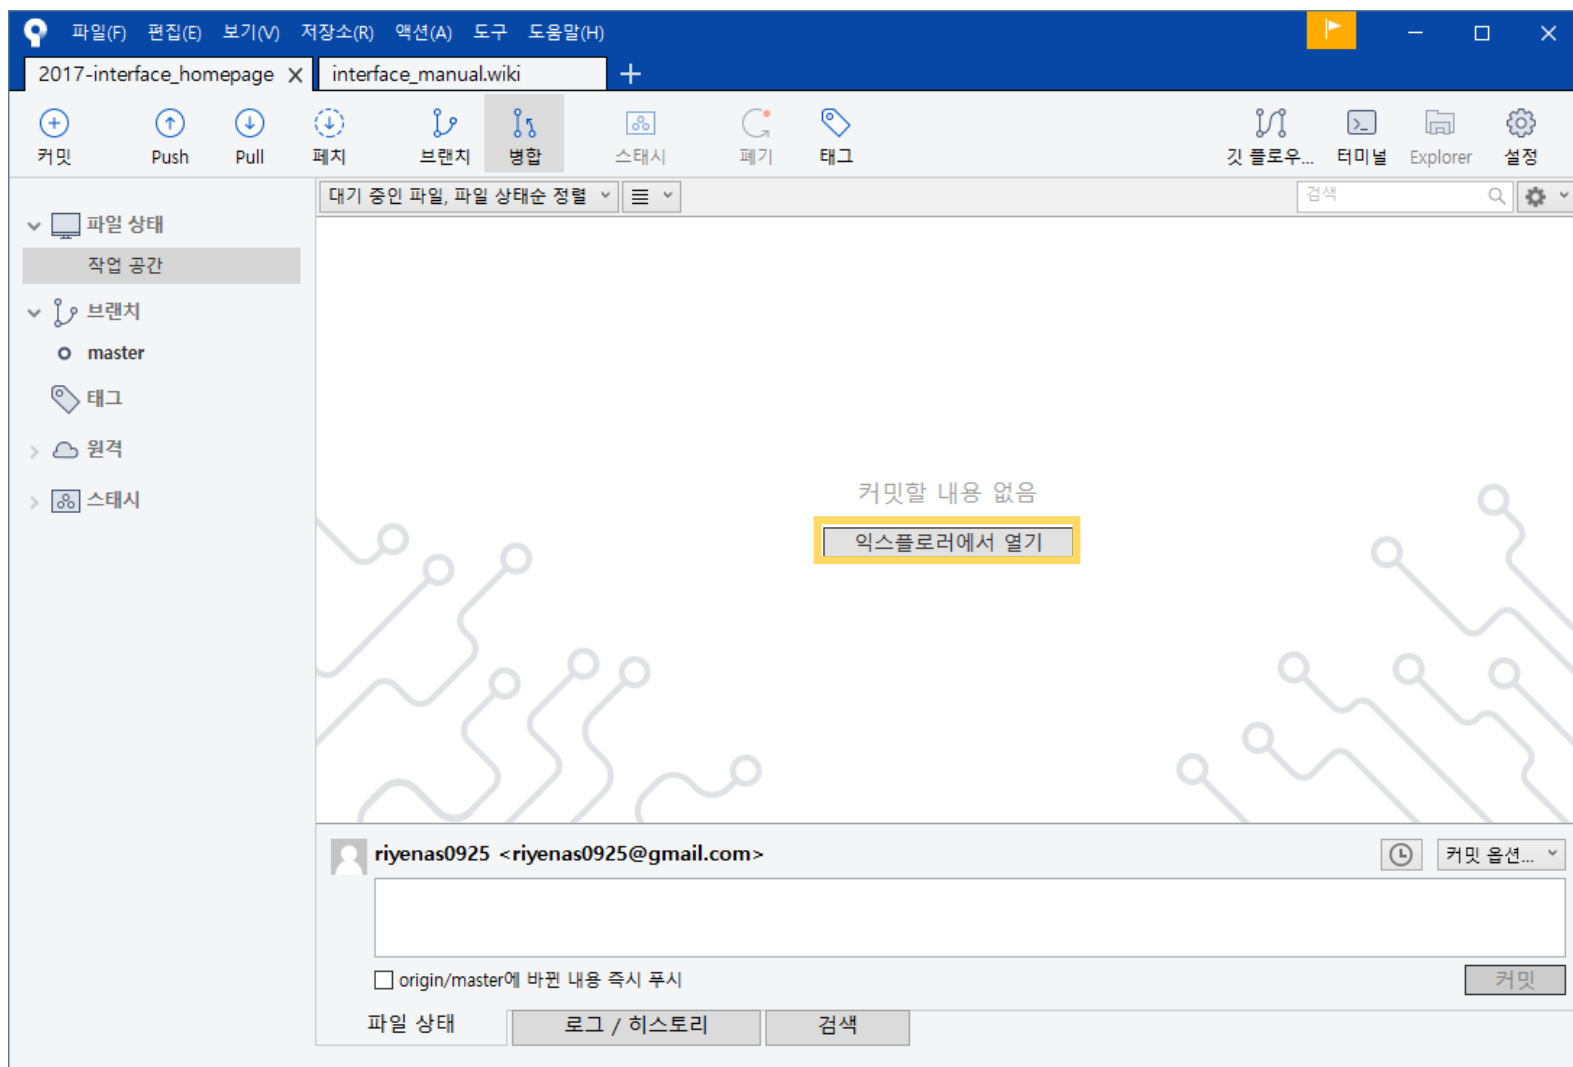 파일(F) 편집(E) 보기(V) 저장소(R) 액션(A) 도구 도움말(H)
2017-interface_homepage interface_manual.wiki
커밋 Push Pull 페치 브랜치 병합 스태시 폐기 태그 깃 플로우... 터미널 Explorer 설정
대기 중인 파일, 파일 상태순 정렬 검색
파일 상태
작업 공간
브랜치
master
태그
원격
스태시
커밋할 내용 없음
익스플로러에서 열기
riyenas0925 <riyenas0925@gmail.com> 커밋 옵션...
origin/master에 바뀐 내용 즉시 푸시 커밋
파일 상태 로그 / 히스토리 검색